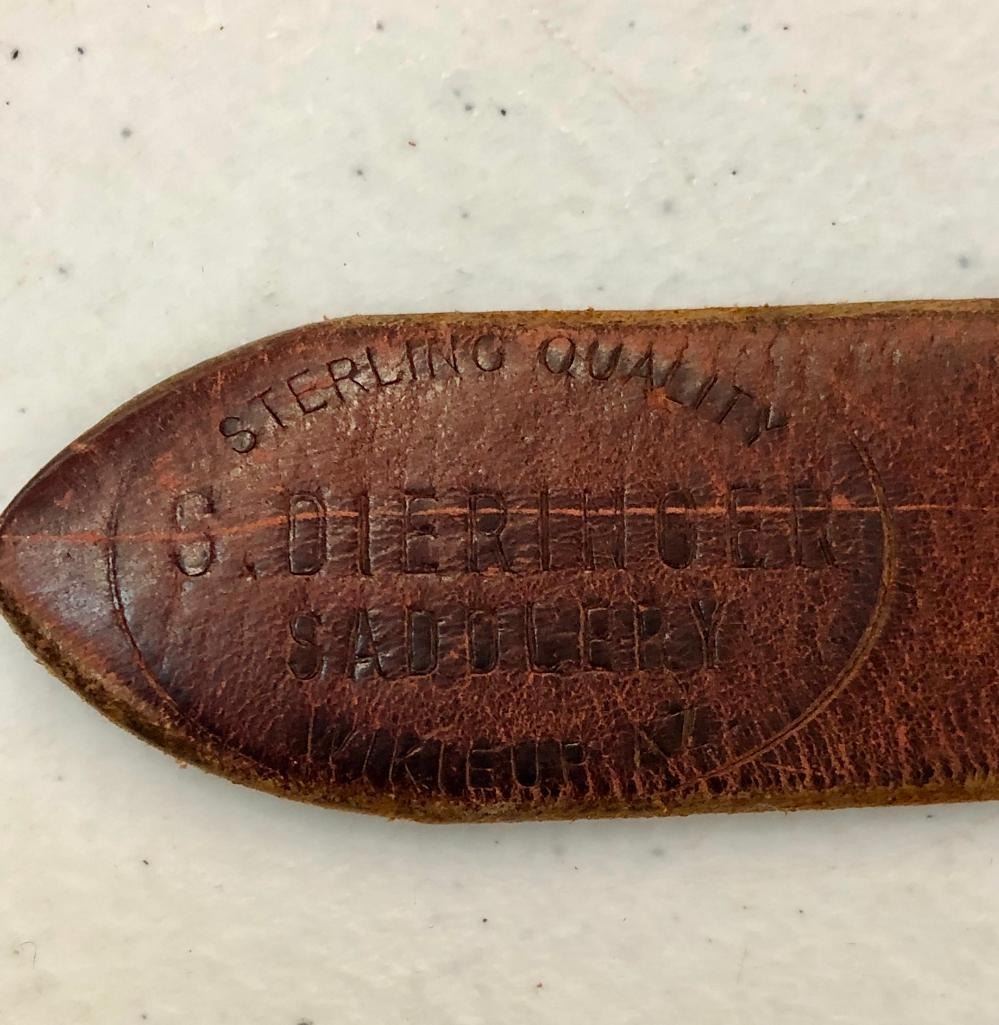 STERLING QUALITY
S. DIERINGER
SADDLERY